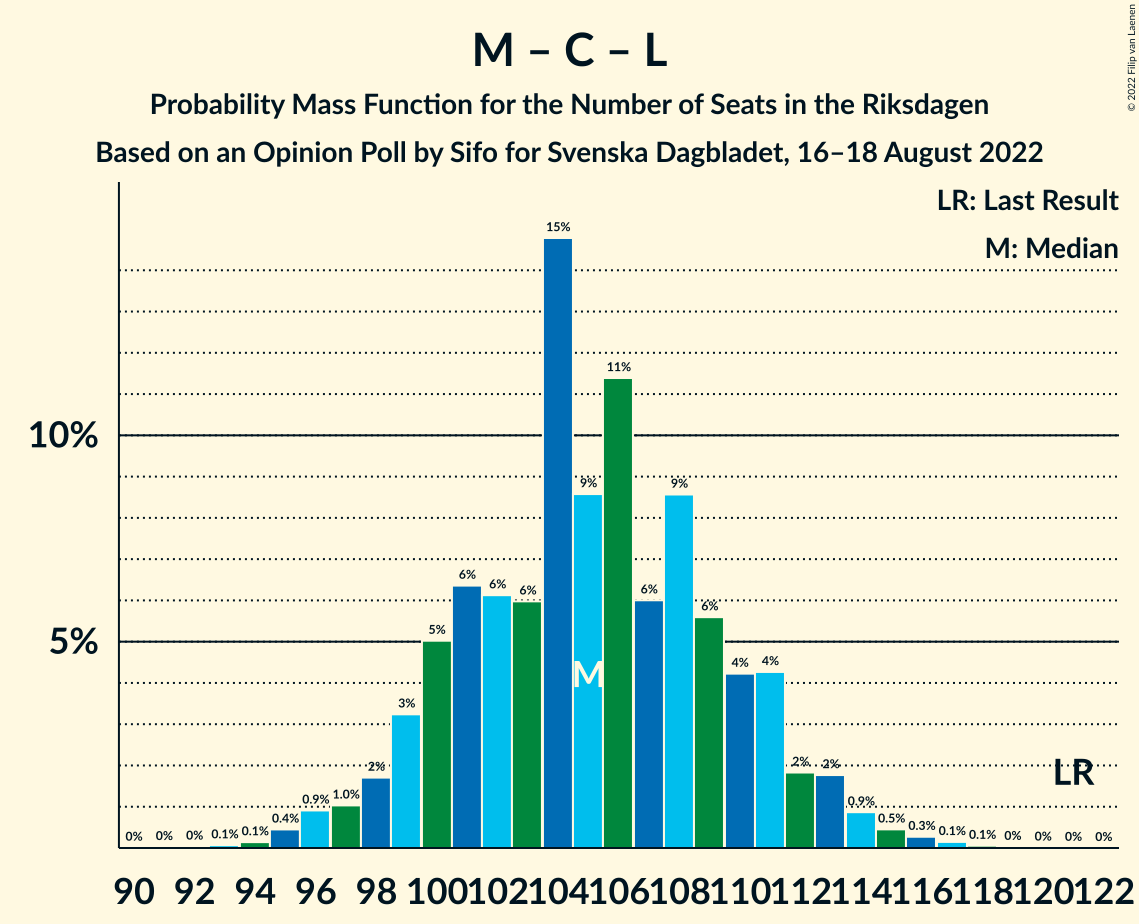 M – C – L
Probability Mass Function for the Number of Seats in the Riksdagen
Based on an Opinion Poll by Sifo for Svenska Dagbladet, 16–18 August 2022
© 2022 Filip van Laenen
LR: Last Result
M: Median
10%
5%
0% 0% 0% 0.1% 0.1% 0.4% 0.9% 1.0% 2% 3% 5% 6% 6% 6% 15% 9% 11% 6% 9% 6% 4% 4% 2% 2% 0.9% 0.5% 0.3% 0.1% 0.1% 0% 0% 0% 0%
M
LR
90 92 94 96 98 100 102 104 106 108 110 112 114 116 118 120 122